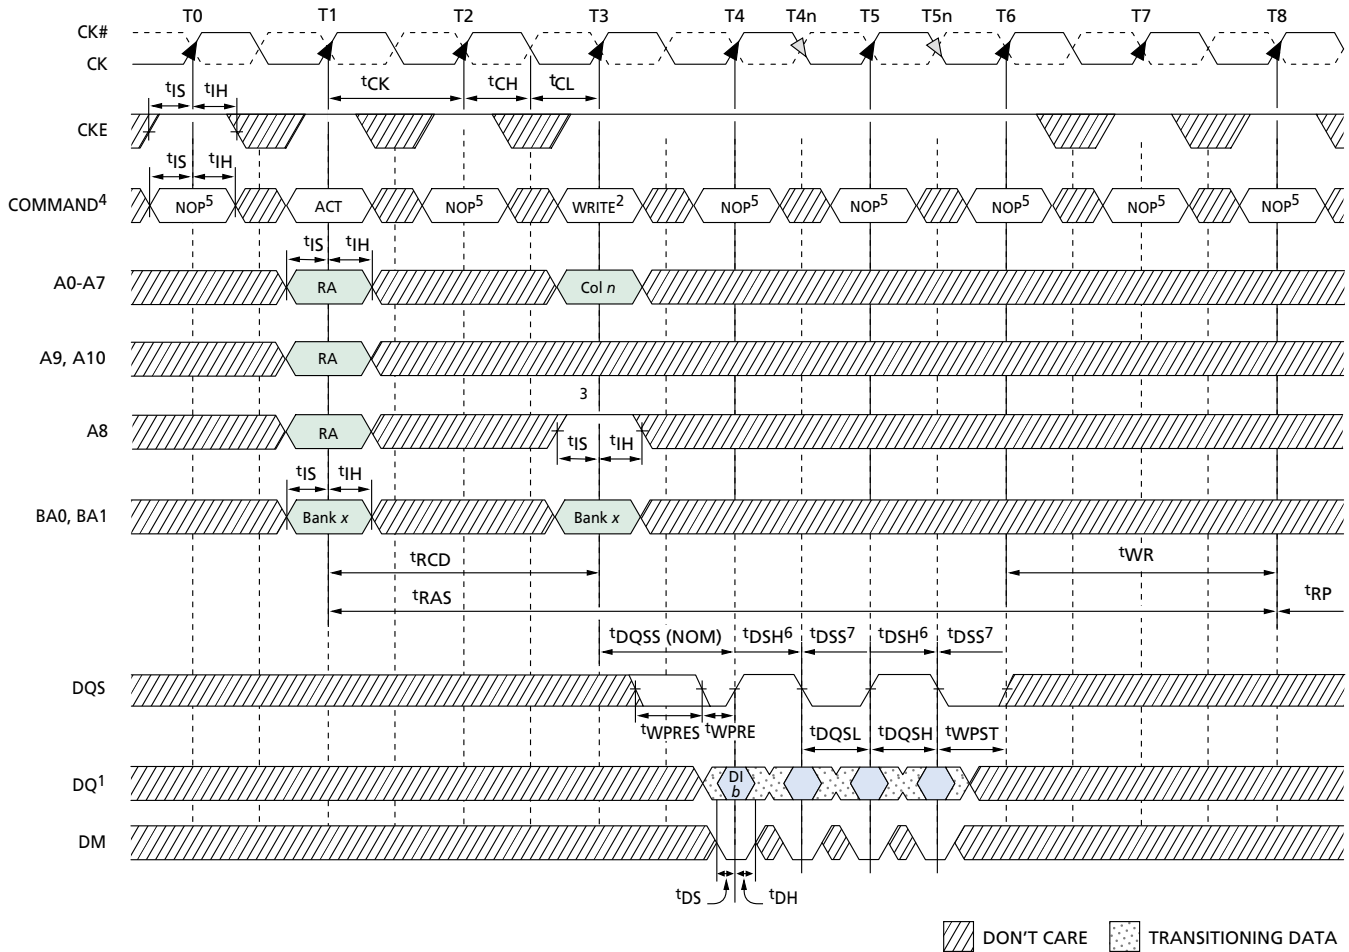 T0 T1 T2 T3 T4 T4n T5 T5n T6 T7 T8
CK#
CK
tCK tCH tCL
tIS tIH
CKE
tIS tIH
COMMAND4 NOP5 ACT NOP5 WRITE2 NOP5 NOP5 NOP5 NOP5 NOP5
tIS tIH
A0-A7 RA Col n
A9, A10 RA
3
A8 RA
tIS tIH
tIS tIH
BA0, BA1 Bank x Bank x
tRCD tWR
tRAS tRP
tDQSS (NOM) tDSH6 tDSS7 tDSH6 tDSS7
DQS
tWPRES tWPRE tDQSL tDQSH tWPST
DQ1 DI
b
DM
tDS tDH
DON'T CARE TRANSITIONING DATA